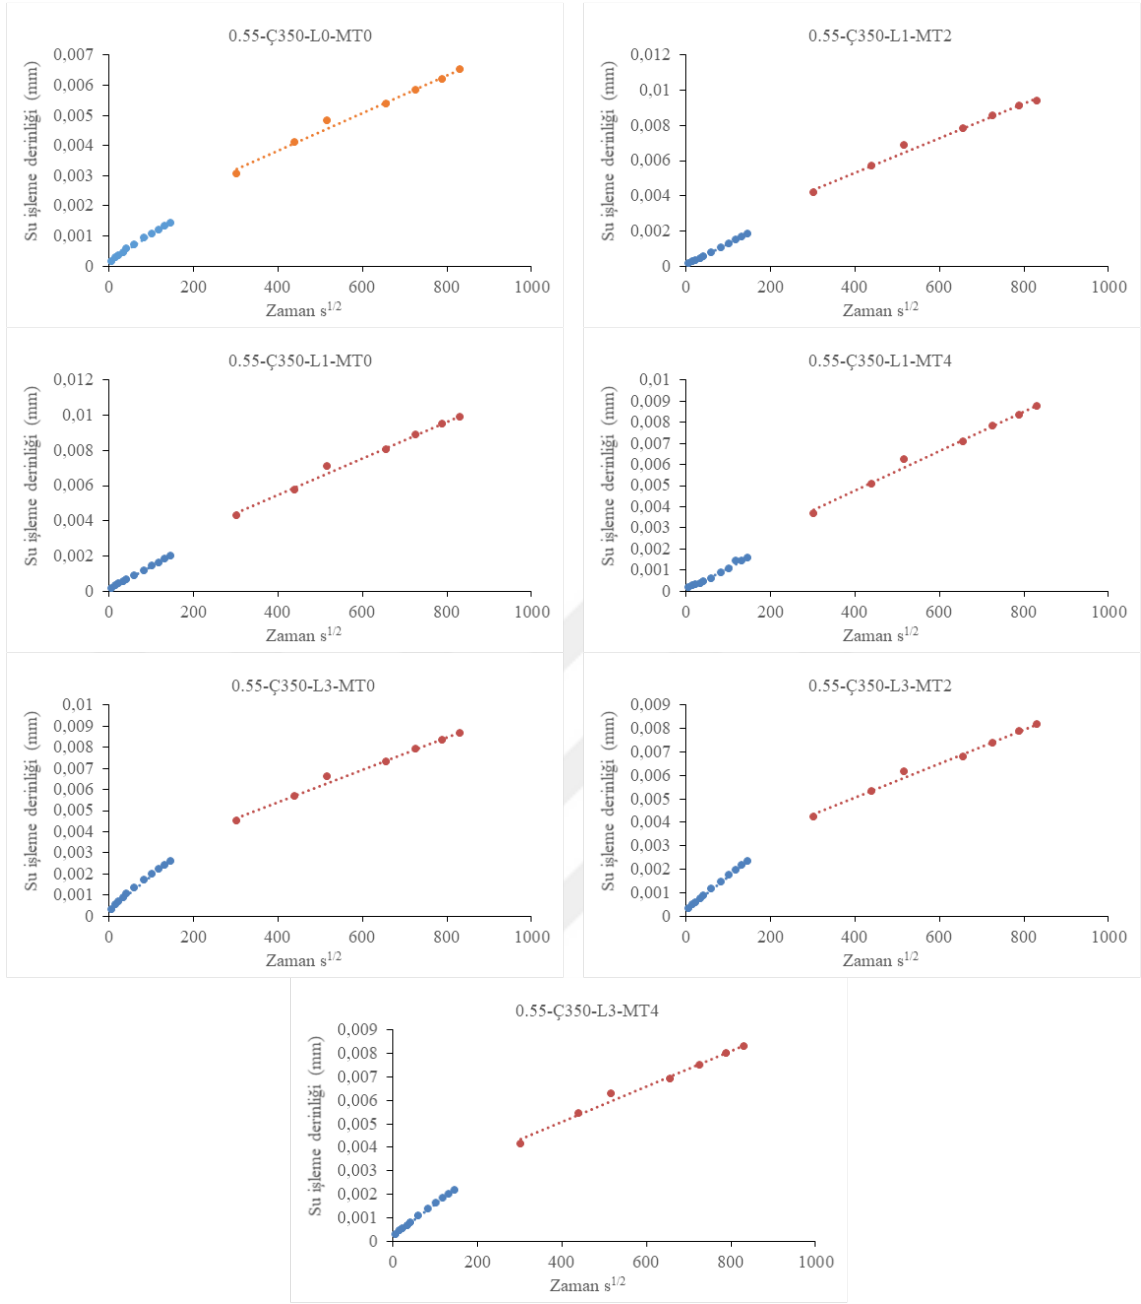 0.55-Ç350-L0-MT0
Su işleme derinliği (mm)
0,007
0,006
0,005
0,004
0,003
0,002
0,001
0
0 200 400 600 800 1000
Zaman s1/2
0.55-Ç350-L1-MT2
Su işleme derinliği (mm)
0,012
0,01
0,008
0,006
0,004
0,002
0
0 200 400 600 800 1000
Zaman s1/2
0.55-Ç350-L1-MT0
Su işleme derinliği (mm)
0,012
0,01
0,008
0,006
0,004
0,002
0
0 200 400 600 800 1000
Zaman s1/2
0.55-Ç350-L1-MT4
Su işleme derinliği (mm)
0,01
0,009
0,008
0,007
0,006
0,005
0,004
0,003
0,002
0,001
0
0 200 400 600 800 1000
Zaman s1/2
0.55-Ç350-L3-MT0
Su işleme derinliği (mm)
0,01
0,009
0,008
0,007
0,006
0,005
0,004
0,003
0,002
0,001
0
0 200 400 600 800 1000
Zaman s1/2
0.55-Ç350-L3-MT2
Su işleme derinliği (mm)
0,009
0,008
0,007
0,006
0,005
0,004
0,003
0,002
0,001
0
0 200 400 600 800 1000
Zaman s1/2
0.55-Ç350-L3-MT4
Su işleme derinliği (mm)
0,009
0,008
0,007
0,006
0,005
0,004
0,003
0,002
0,001
0
0 200 400 600 800 1000
Zaman s1/2